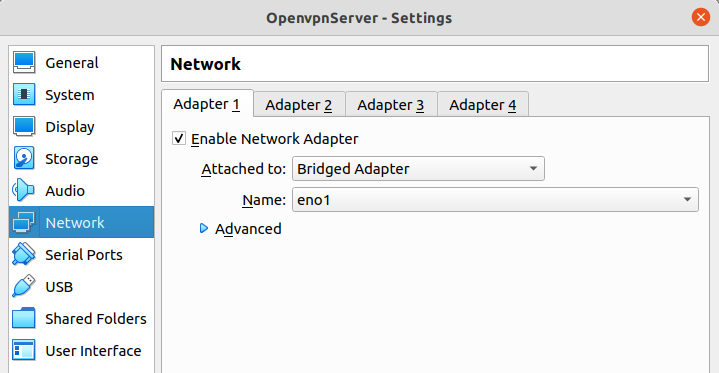 OpenvpnServer - Settings
General
System
Display
Storage
Audio
Network
Serial Ports
USB
Shared Folders
User Interface
Network
Adapter 1 Adapter 2 Adapter 3 Adapter 4
Enable Network Adapter
Attached to: Bridged Adapter
Name: eno1
Advanced